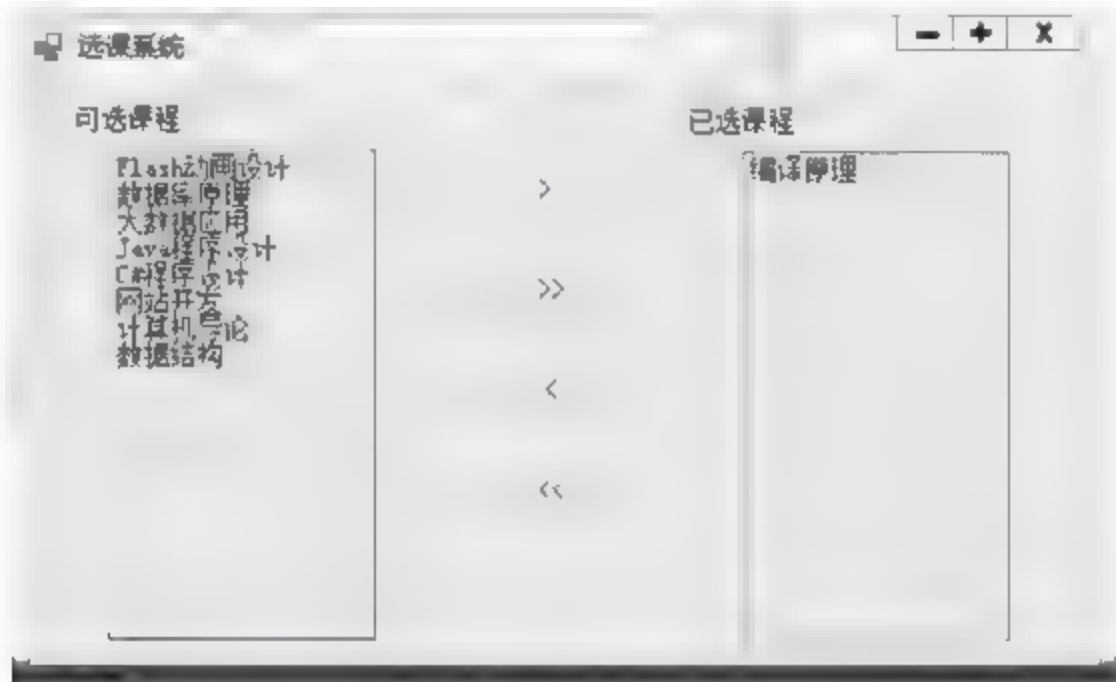 选课系统
可选课程
Flash动画设计
数据库原理
大数据应用
Java程序设计
C#程序设计
网站开发
计算机导论
数据结构
>
>>
<
<<
已选课程
编译原理